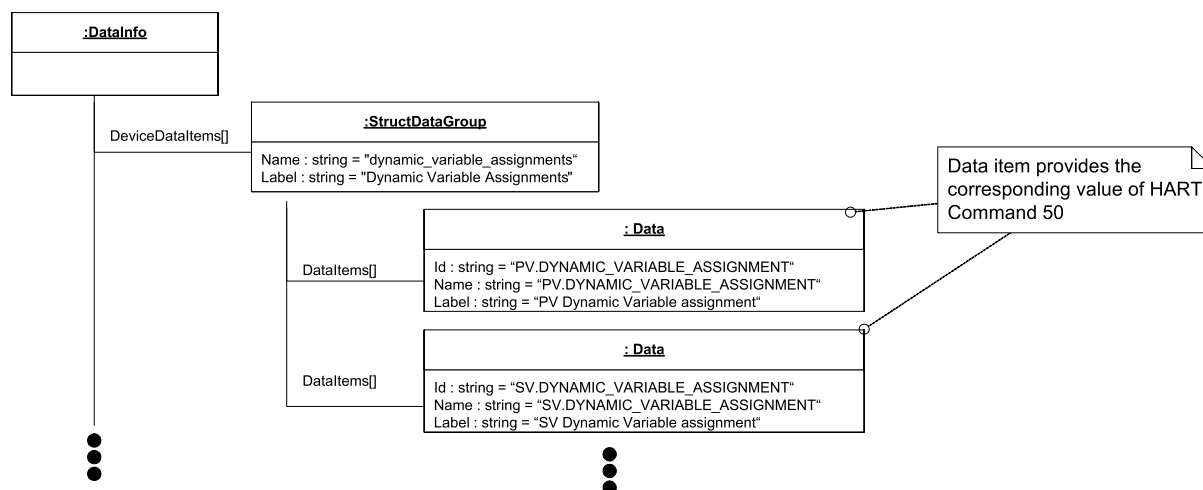 :DataInfo
DeviceDataItems[]
:StructDataGroup
Name : string = "dynamic_variable_assignments“
Label : string = "Dynamic Variable Assignments"
Data item provides the
corresponding value of HART
Command 50
: Data
DataItems[]
Id : string = “PV.DYNAMIC_VARIABLE_ASSIGNMENT“
Name : string = “PV.DYNAMIC_VARIABLE_ASSIGNMENT“
Label : string = “PV Dynamic Variable assignment“
: Data
DataItems[]
Id : string = “SV.DYNAMIC_VARIABLE_ASSIGNMENT“
Name : string = “SV.DYNAMIC_VARIABLE_ASSIGNMENT“
Label : string = “SV Dynamic Variable assignment“